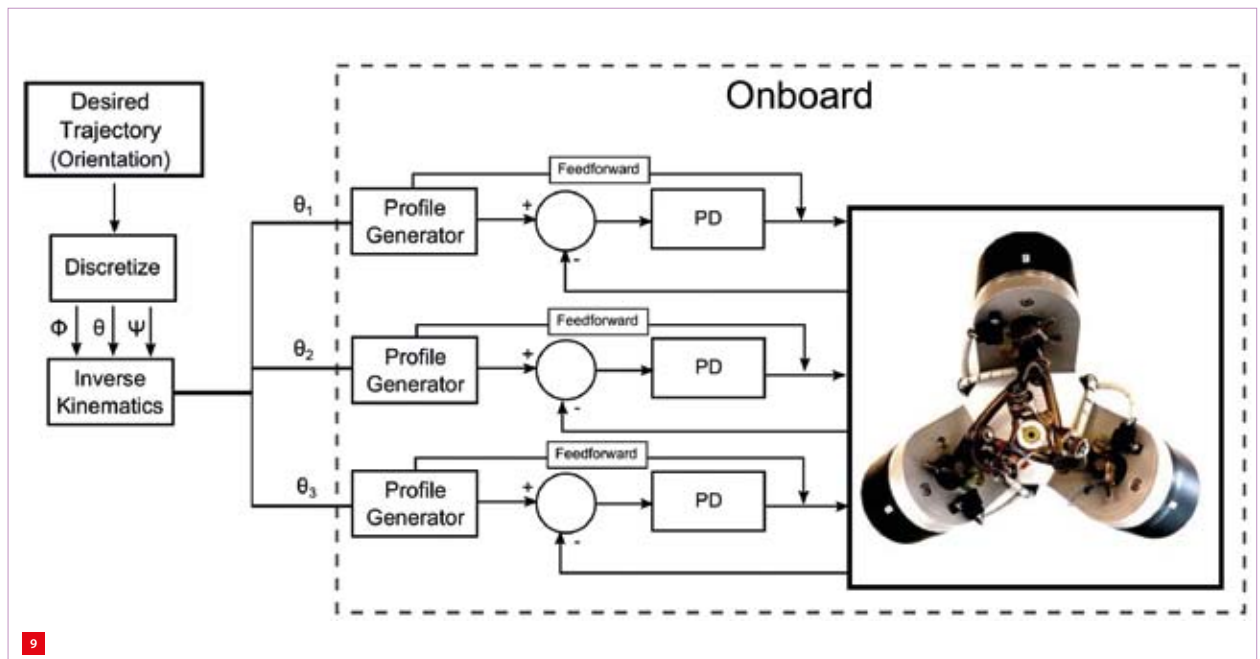 Onboard
Desired
Trajectory
(Orientation)
Discretize
Φ θ Ψ
Inverse
Kinematics
θ1
Profile
Generator
Feedforward
+
-
PD
θ2
Profile
Generator
Feedforward
+
-
PD
θ3
Profile
Generator
Feedforward
+
-
PD
9